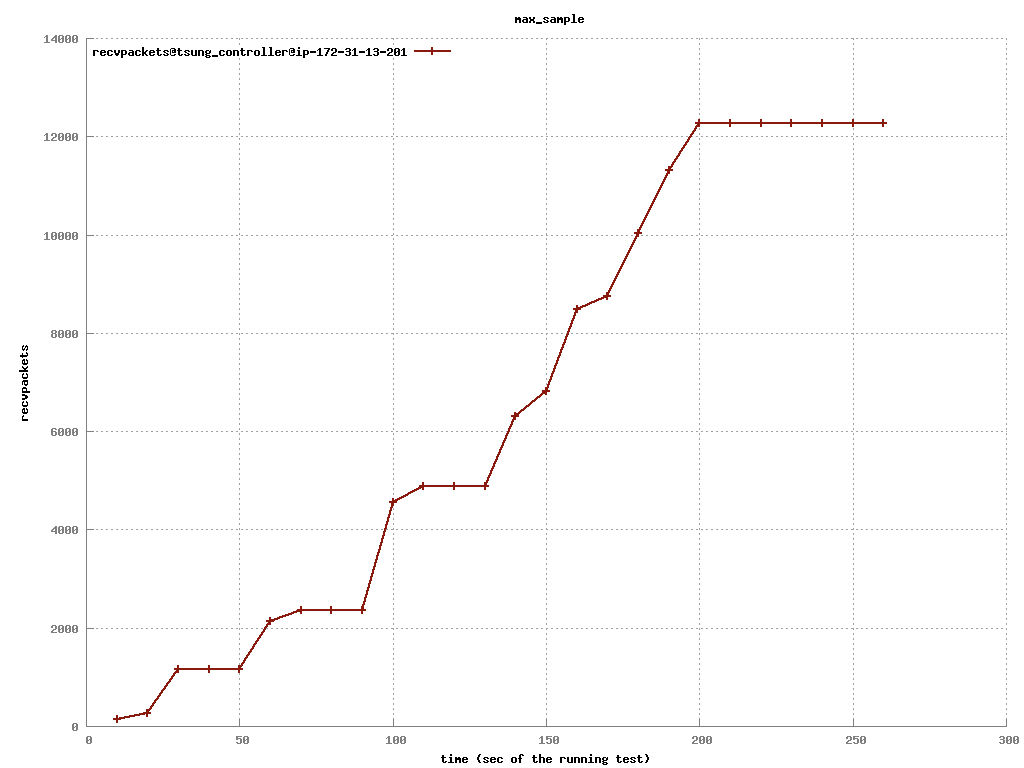 max_sample
14000
recvpackets@tsung_controller@ip-172-31-13-201
12000
10000
8000
recvpackets
6000
4000
2000
0
0 50 100 150 200 250 300
time (sec of the running test)